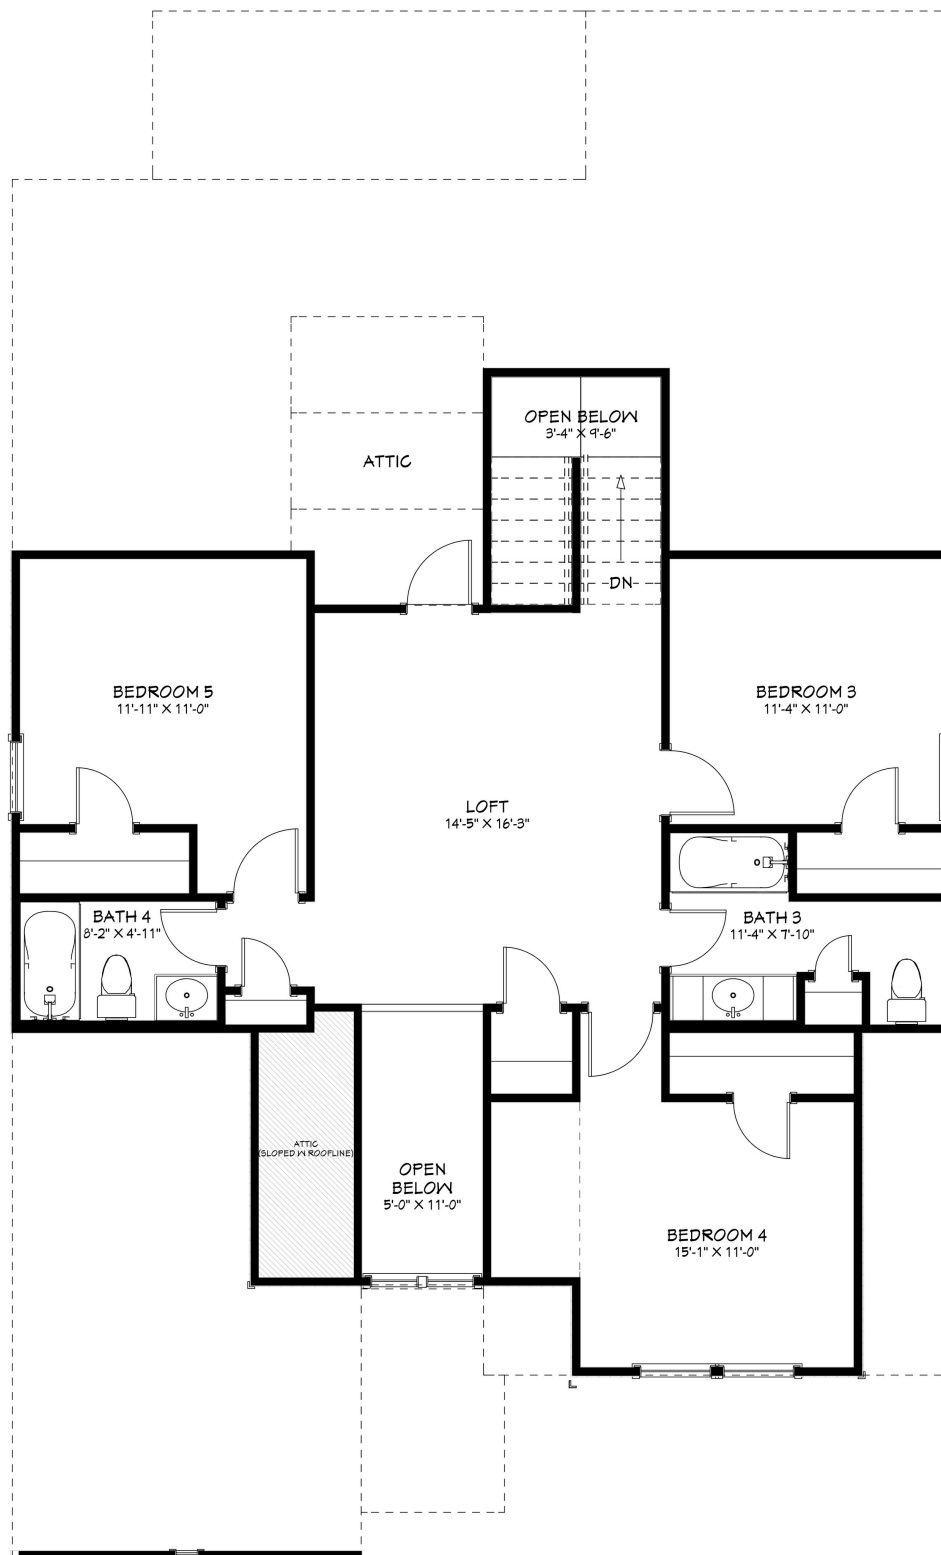 OPEN BELOW
3'-4" X 9'-6"
ATTIC
DN
BEDROOM 5
11'-11" X 11'-0"
BEDROOM 3
11'-4" X 11'-0"
LOFT
14'-5" X 16'-3"
BATH 4
8'-2" X 4'-11"
BATH 3
11'-4" X 7'-10"
ATTIC
(SLOPED W ROOFLINE)
OPEN
BELOW
5'-0" X 11'-0"
BEDROOM 4
15'-1" X 11'-0"